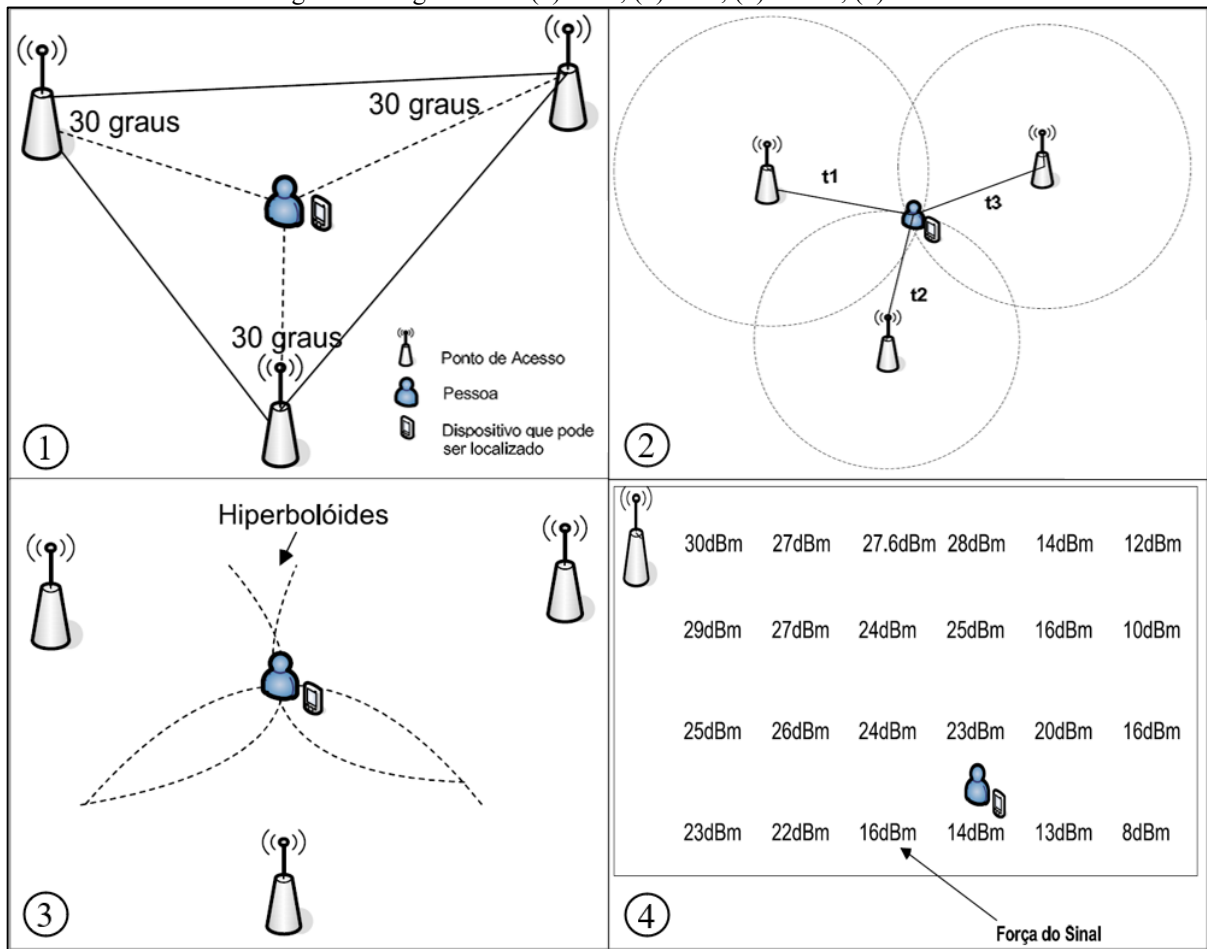 30 graus
30 graus
30 graus
Ponto de Acesso
Pessoa
Dispositivo que pode
ser localizado
1
t1
t3
t2
2
Hiperbolóides
3
30dBm 27dBm 27.6dBm 28dBm 14dBm 12dBm
29dBm 27dBm 24dBm 25dBm 16dBm 10dBm
25dBm 26dBm 24dBm 23dBm 20dBm 16dBm
23dBm 22dBm 16dBm 14dBm 13dBm 8dBm
4
Força do Sinal